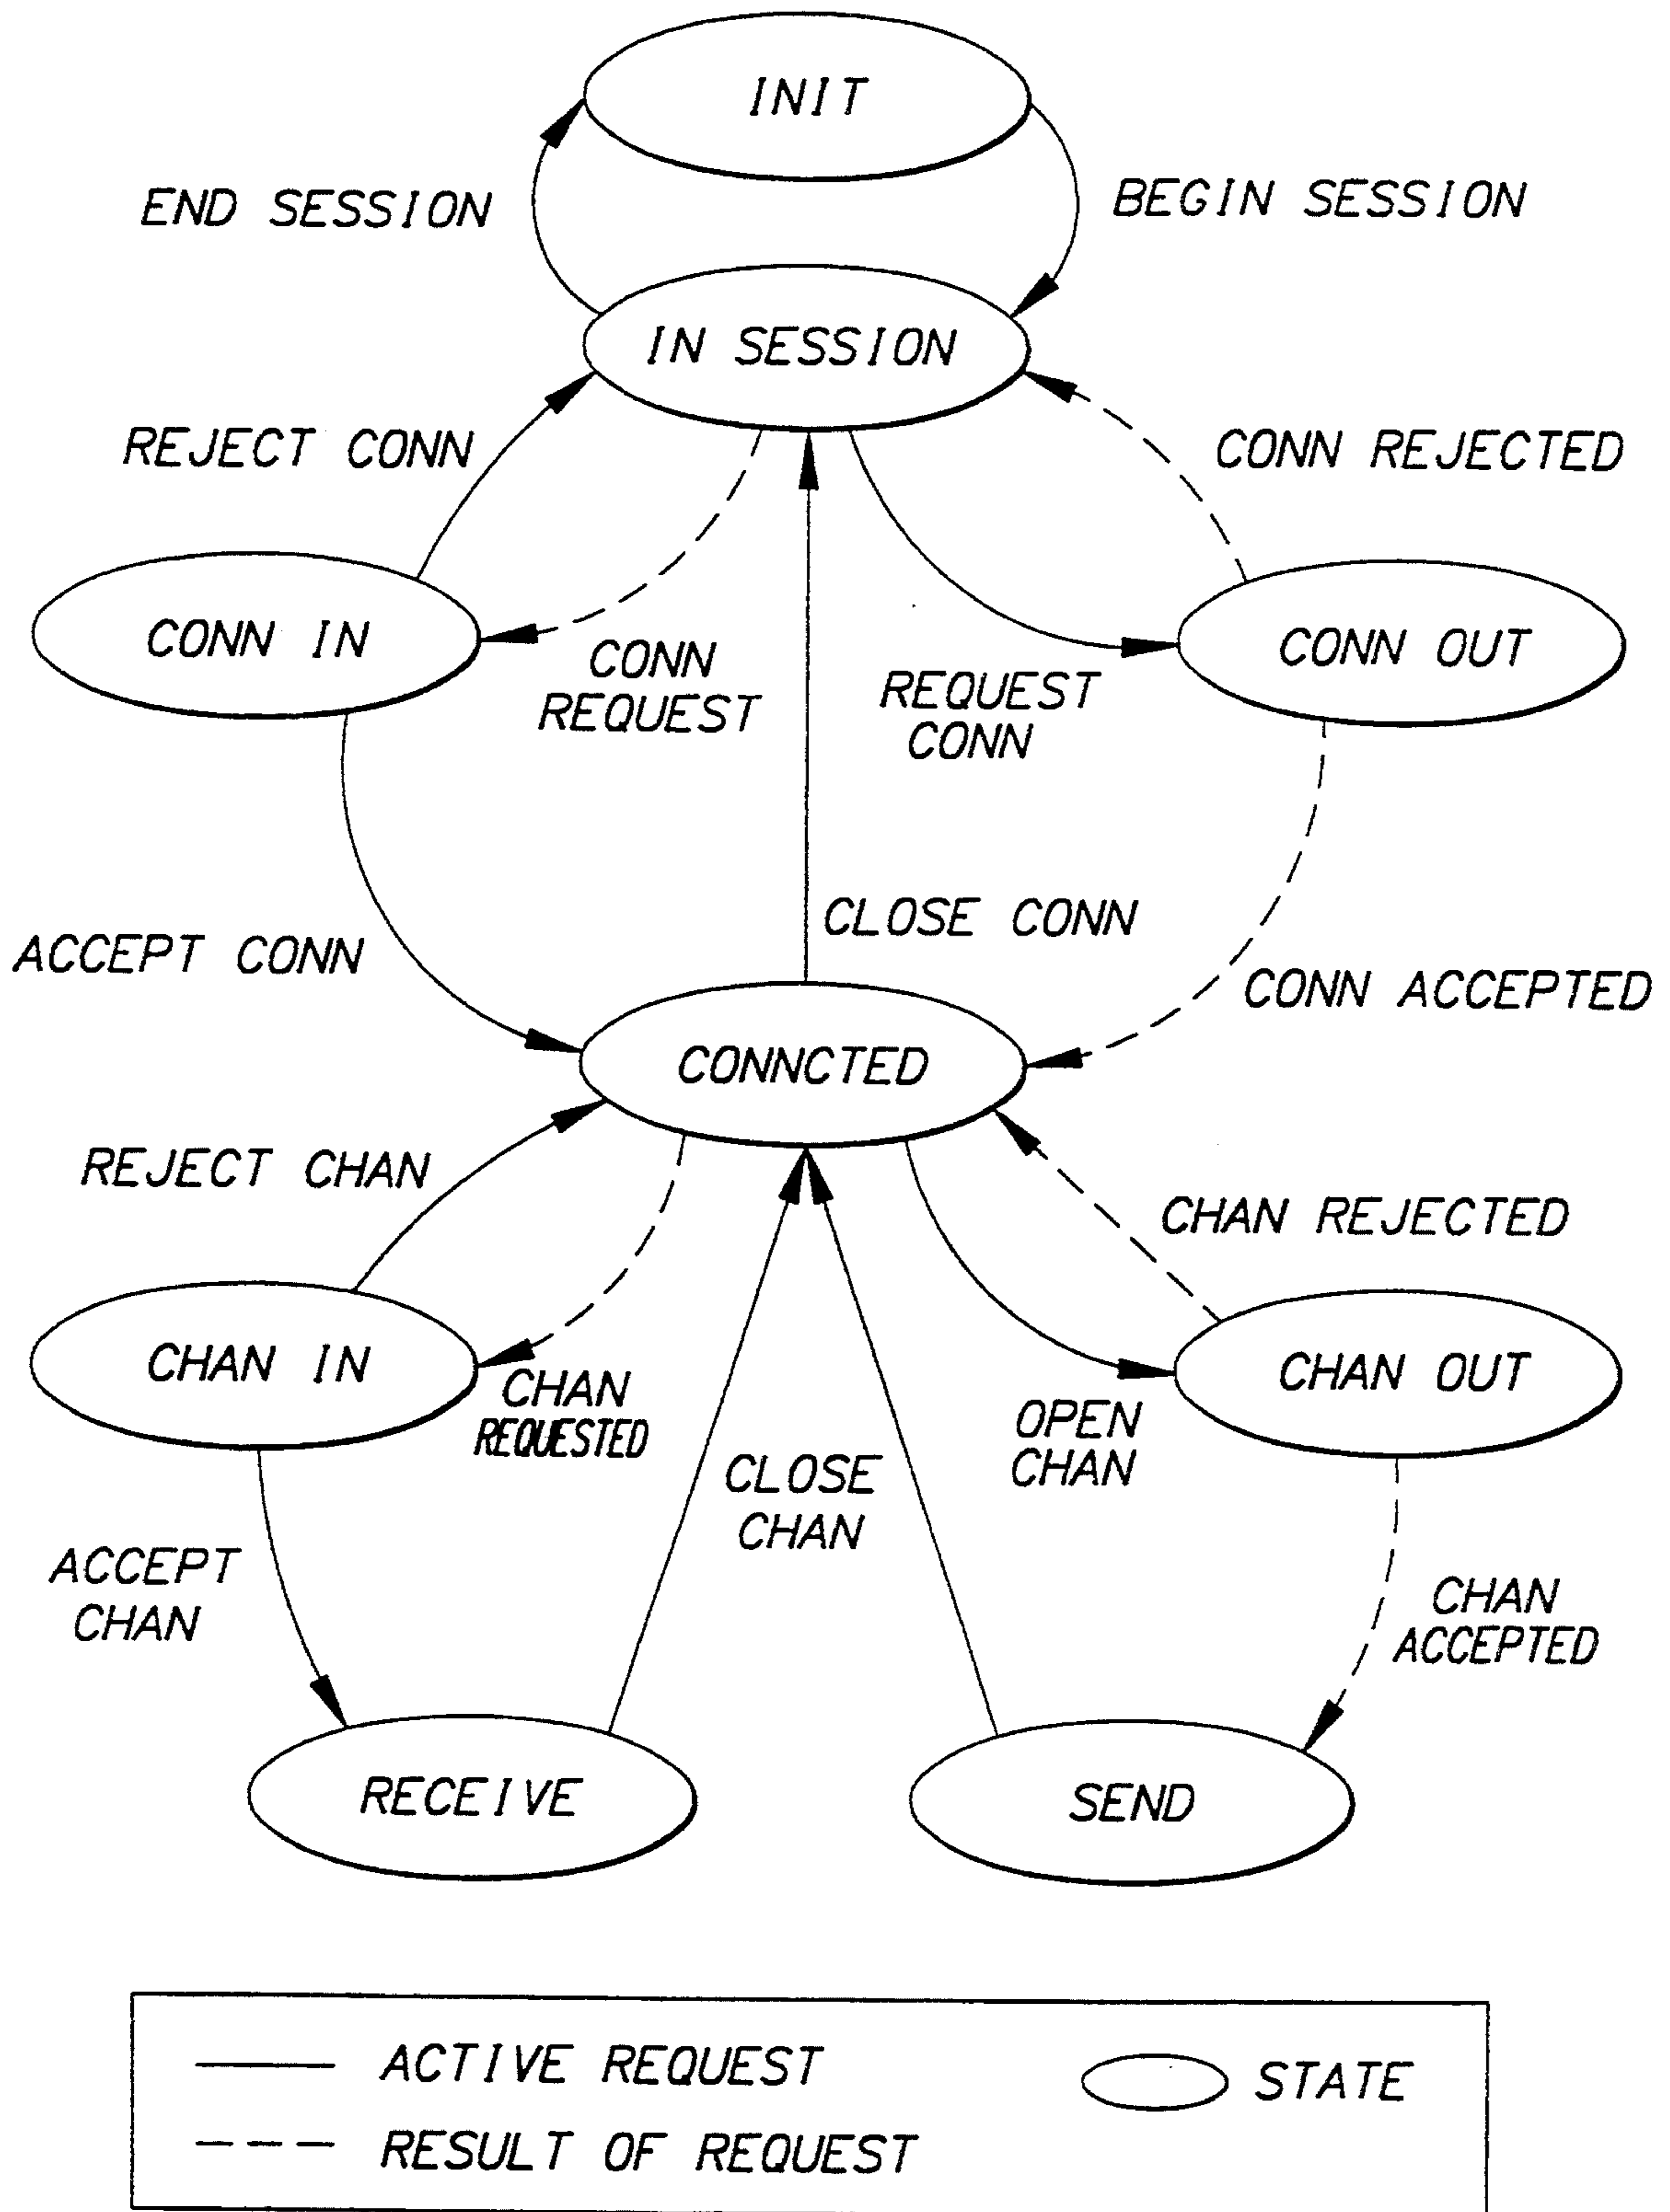 INIT
END SESSION
BEGIN SESSION
IN SESSION
REJECT CONN
CONN REJECTED
CONN IN
CONN
REQUEST
REQUEST
CONN
CONN OUT
ACCEPT CONN
CLOSE CONN
CONN ACCEPTED
CONNCTED
REJECT CHAN
CHAN REJECTED
CHAN IN
CHAN
REQUESTED
OPEN
CHAN
CHAN OUT
CLOSE
CHAN
ACCEPT
CHAN
CHAN
ACCEPTED
RECEIVE
SEND
ACTIVE REQUEST
STATE
RESULT OF REQUEST